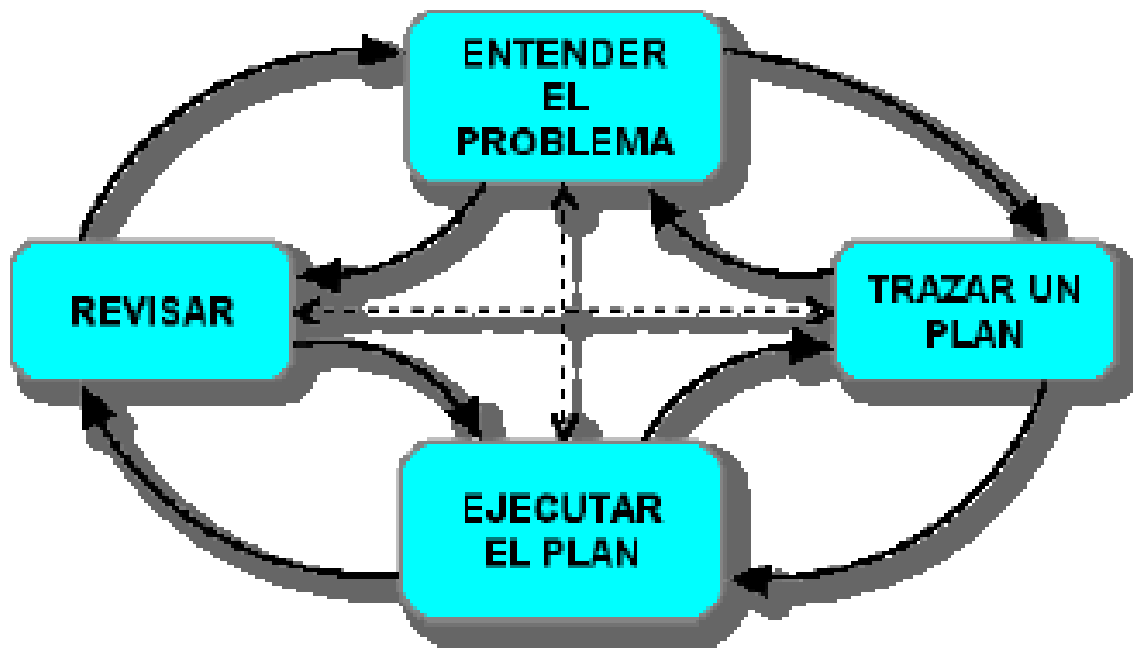 ENTENDER
EL
PROBLEMA
REVISAR
TRAZAR UN
PLAN
EJECUTAR
EL PLAN